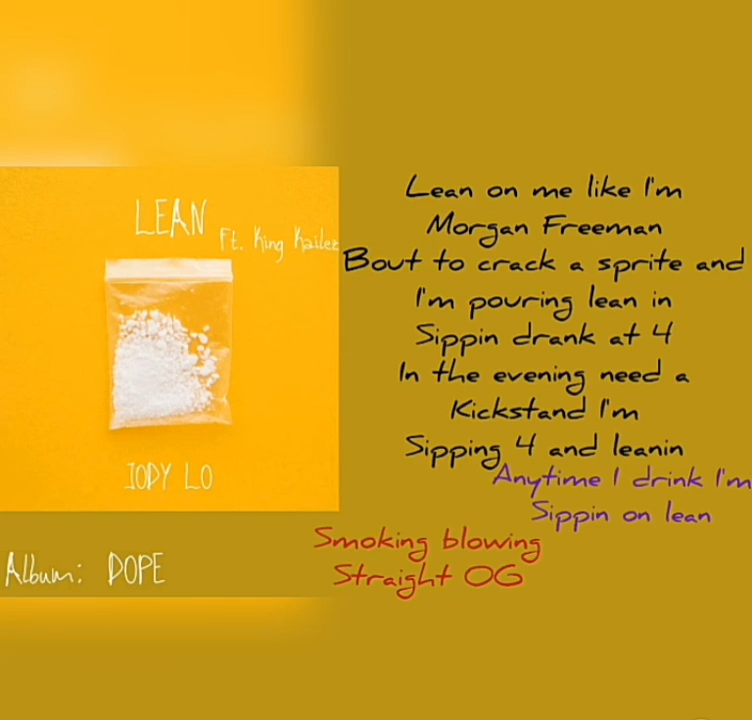 LEAN
Ft. King Kailez
JODY LO
Album: DOPE
Lean on me like I'm
Morgan Freeman
Bout to crack a sprite and
I'm pouring lean in
Sippin drank at 4
In the evening need a
Kickstand I'm
Sipping 4 and leanin
Anytime I drink I'm
Sippin on lean
Smoking blowing
Straight OG